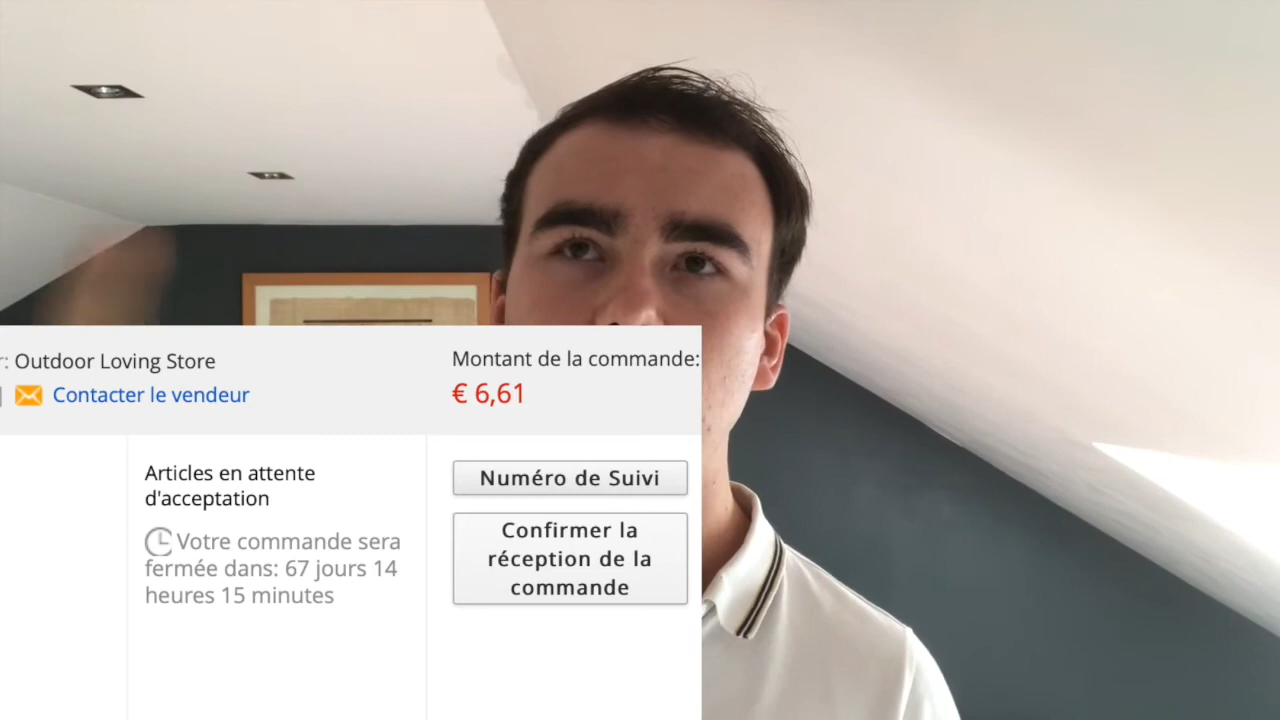 r: Outdoor Loving Store
Contacter le vendeur
Montant de la commande:
€ 6,61
Articles en attente
d'acceptation
Votre commande sera
fermée dans: 67 jours 14
heures 15 minutes
Numéro de Suivi
Confirmer la
réception de la
commande